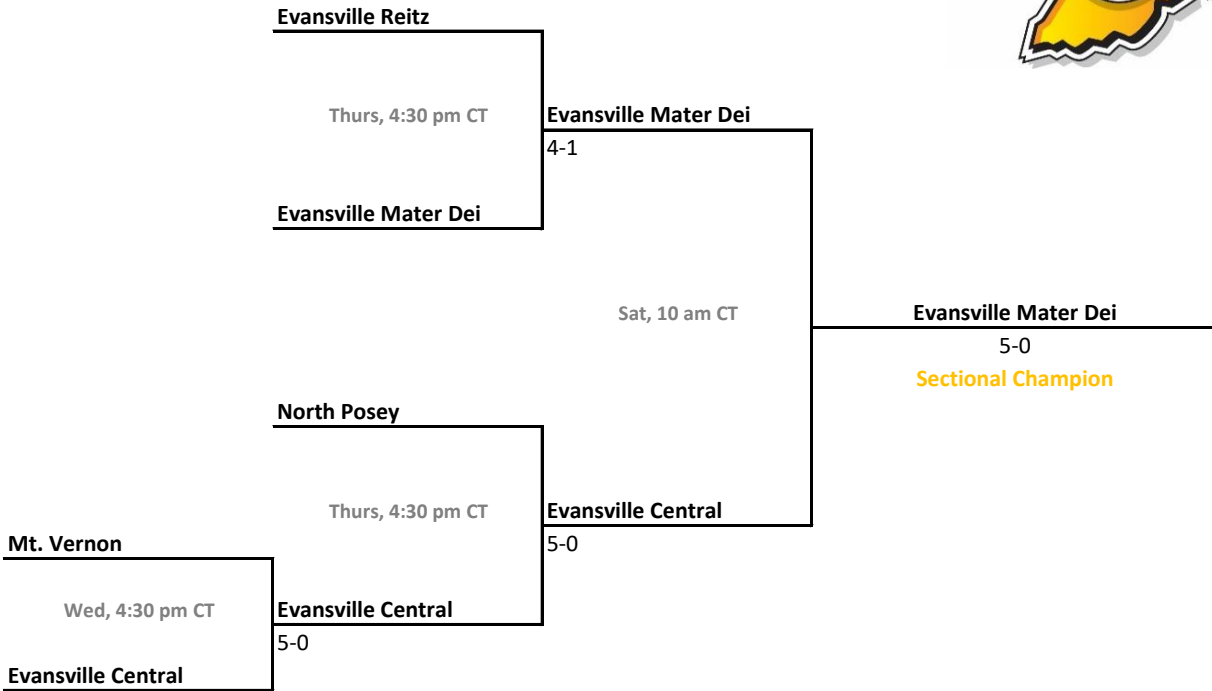 Evansville Reitz
Thurs, 4:30 pm CT
Evansville Mater Dei
4-1
Evansville Mater Dei
Sat, 10 am CT
Evansville Mater Dei
5-0
Sectional Champion
North Posey
Thurs, 4:30 pm CT
Evansville Central
5-0
Mt. Vernon
Wed, 4:30 pm CT
Evansville Central
5-0
Evansville Central